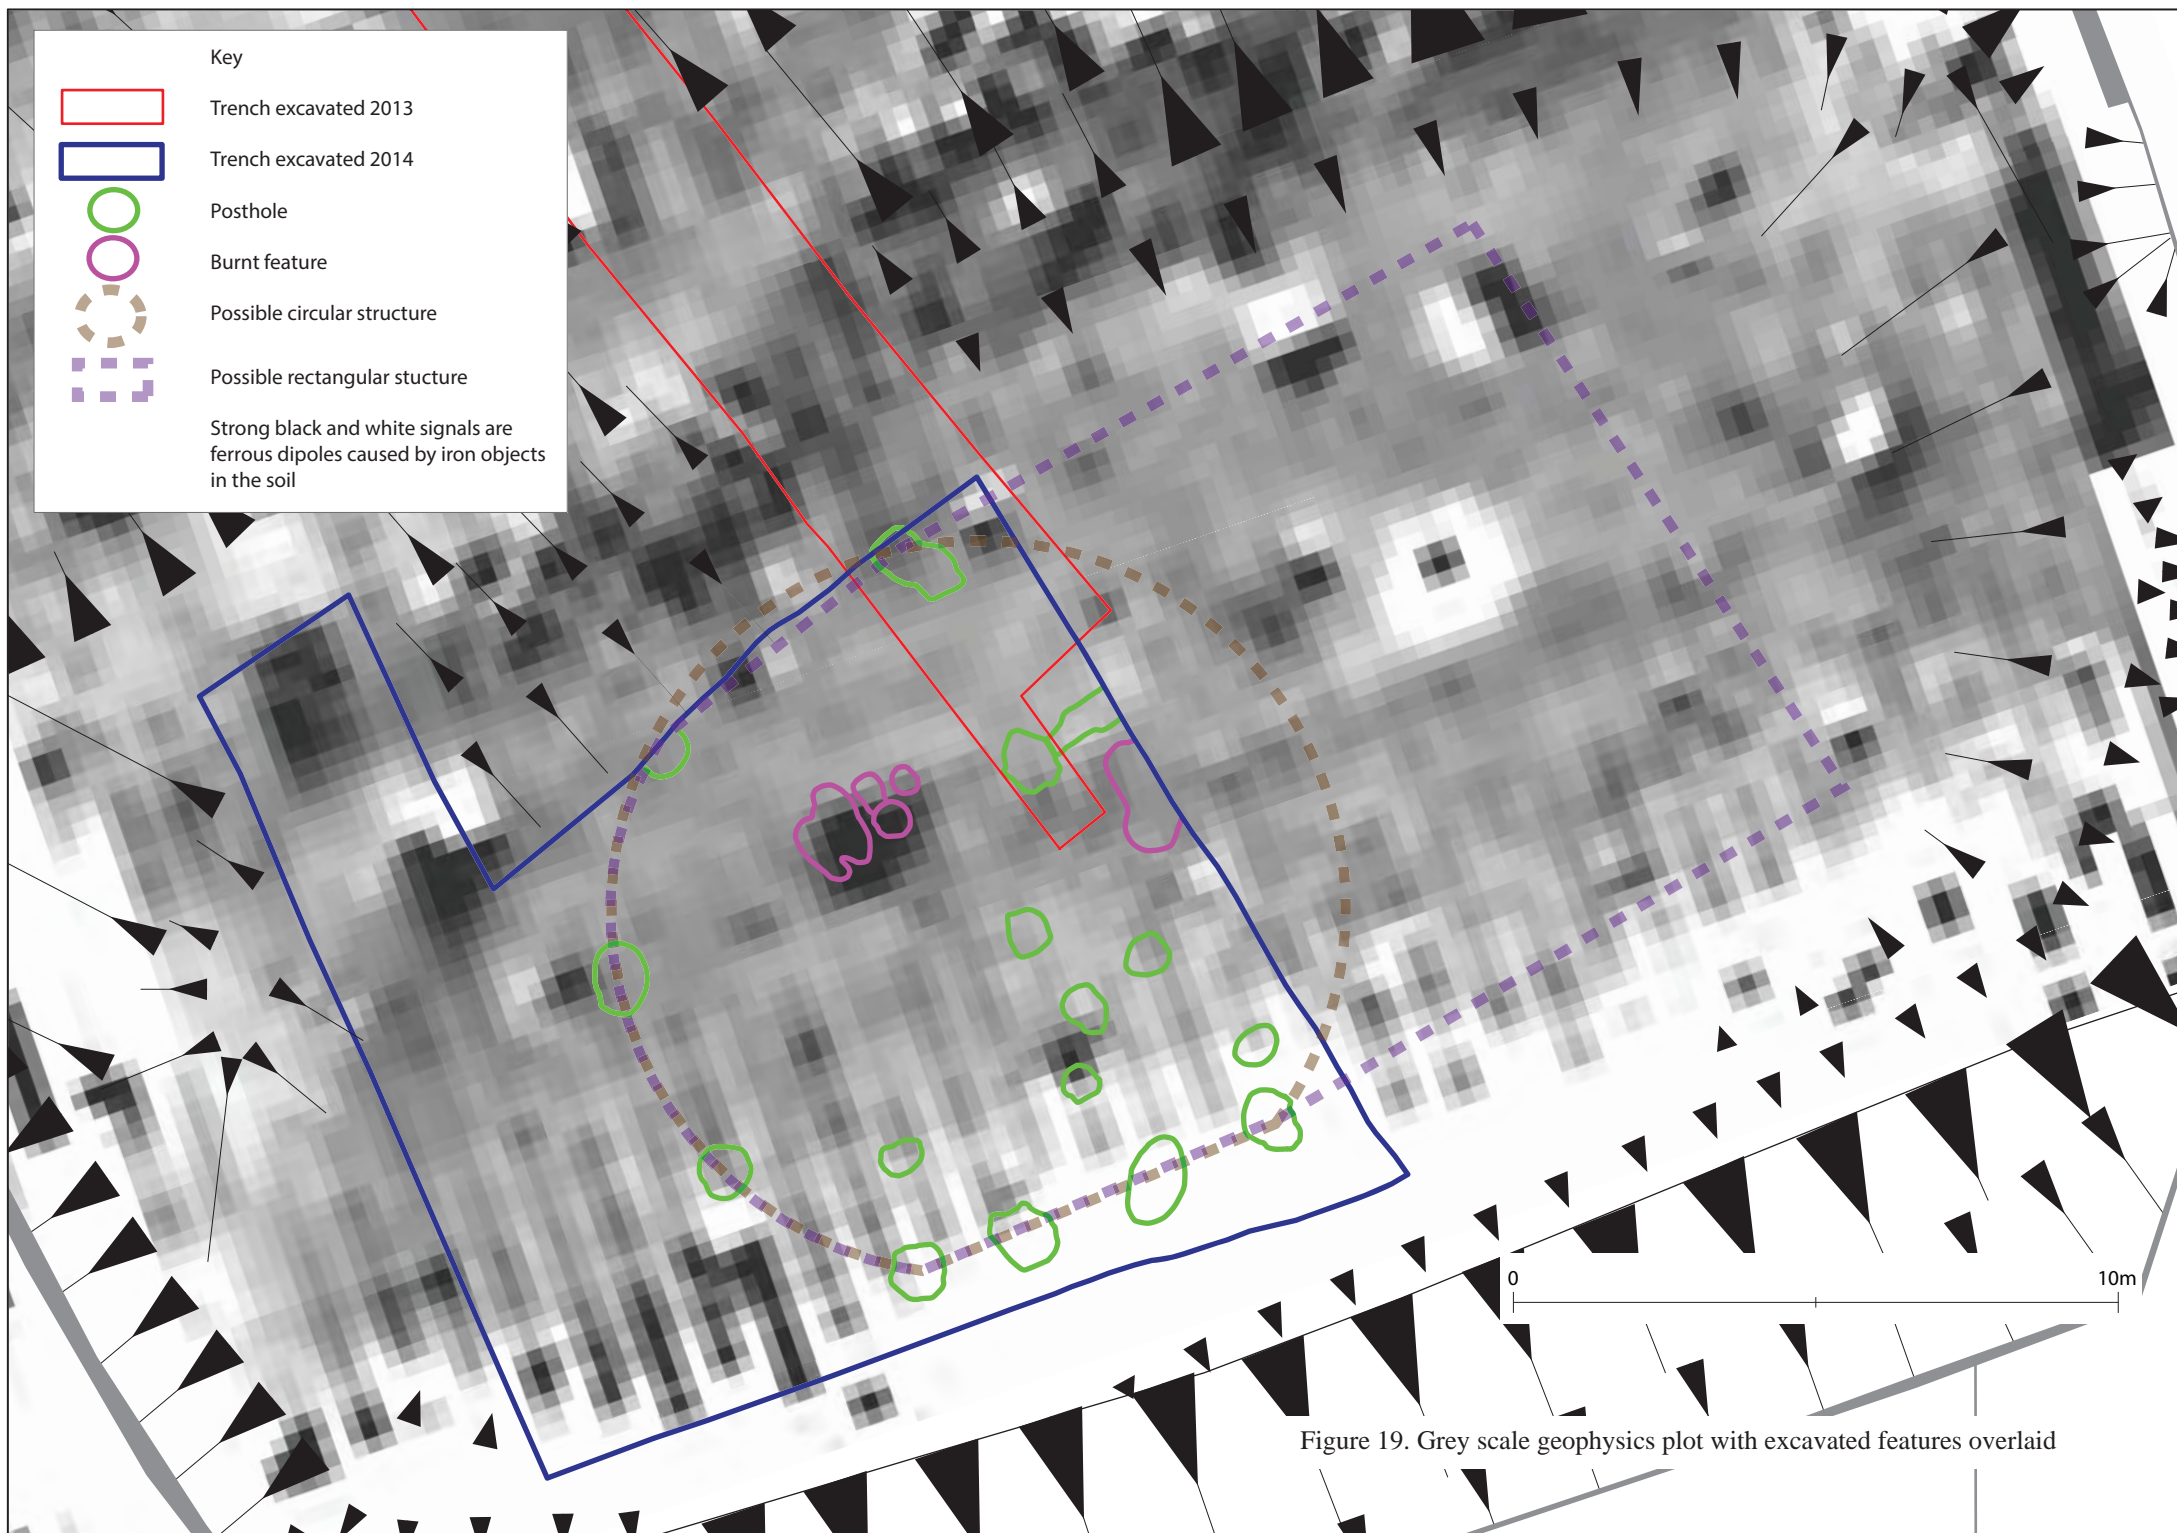 Key
Trench excavated 2013
Trench excavated 2014
Posthole
Burnt feature
Possible circular structure
Possible rectangular stucture
Strong black and white signals are
ferrous dipoles caused by iron objects
in the soil
0 10m
Figure 19. Grey scale geophysics plot with excavated features overlaid